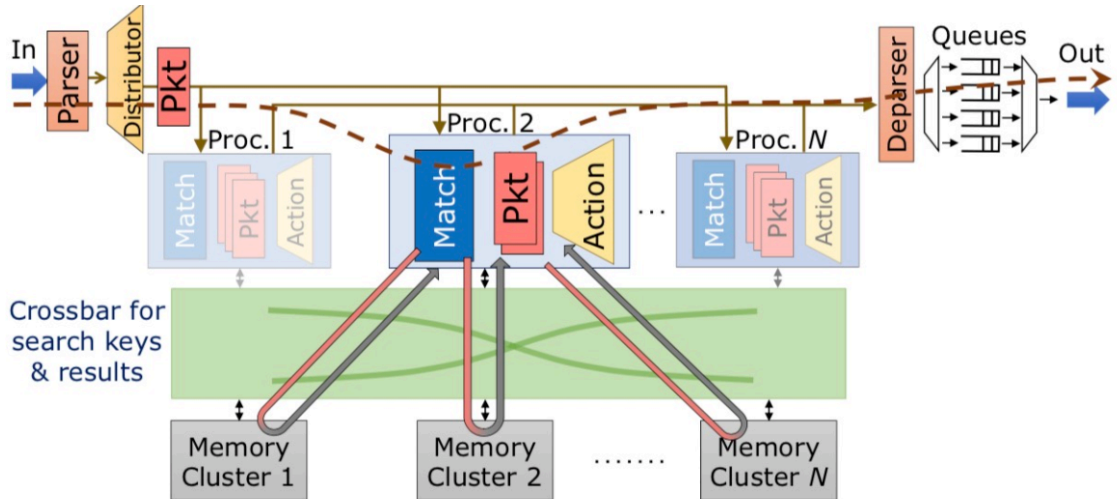 In
Parser
Distributor
Pkt
Deparser
Queues
Out
Proc. 1
Match
Pkt
Action
Proc. 2
Match
Pkt
Action
...
Proc. N
Match
Pkt
Action
Crossbar for
search keys
& results
Memory
Cluster 1
Memory
Cluster 2
.......
Memory
Cluster N